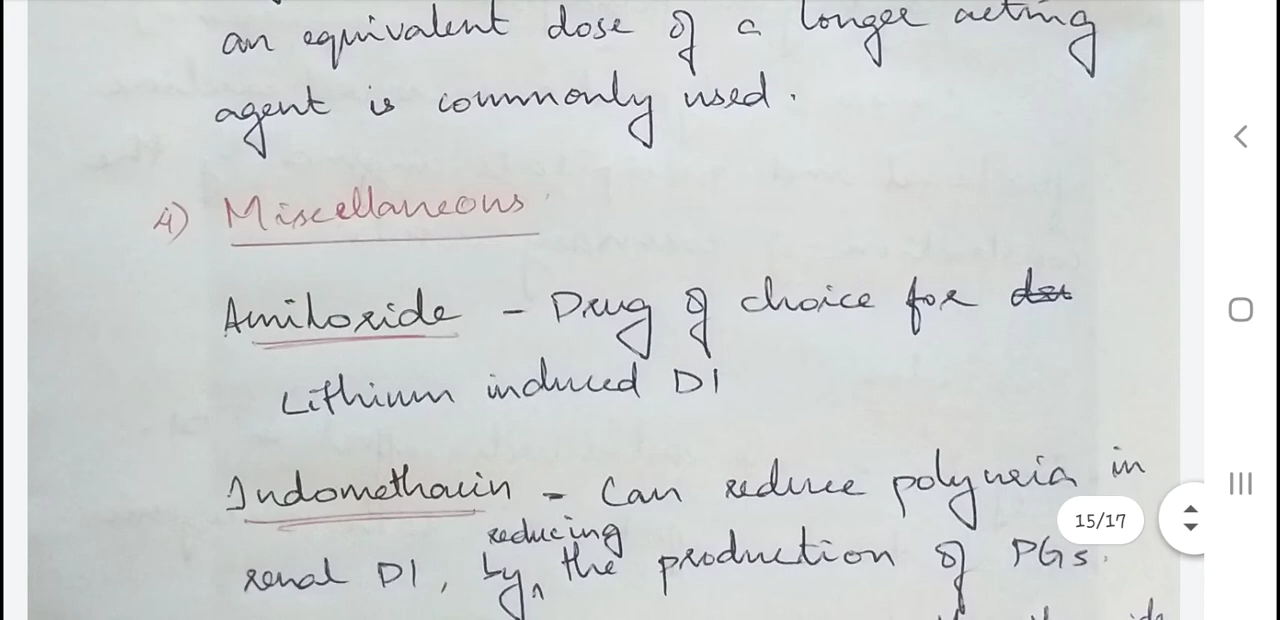 an equivalent dose of a longer acting
agent is commonly used.
4) Miscellaneous
Amiloride - Drug of choice for
Lithium induced DI
Indomethacin - Can reduce polyuria in
reducing
renal DI, by the production of PGs.
15/17